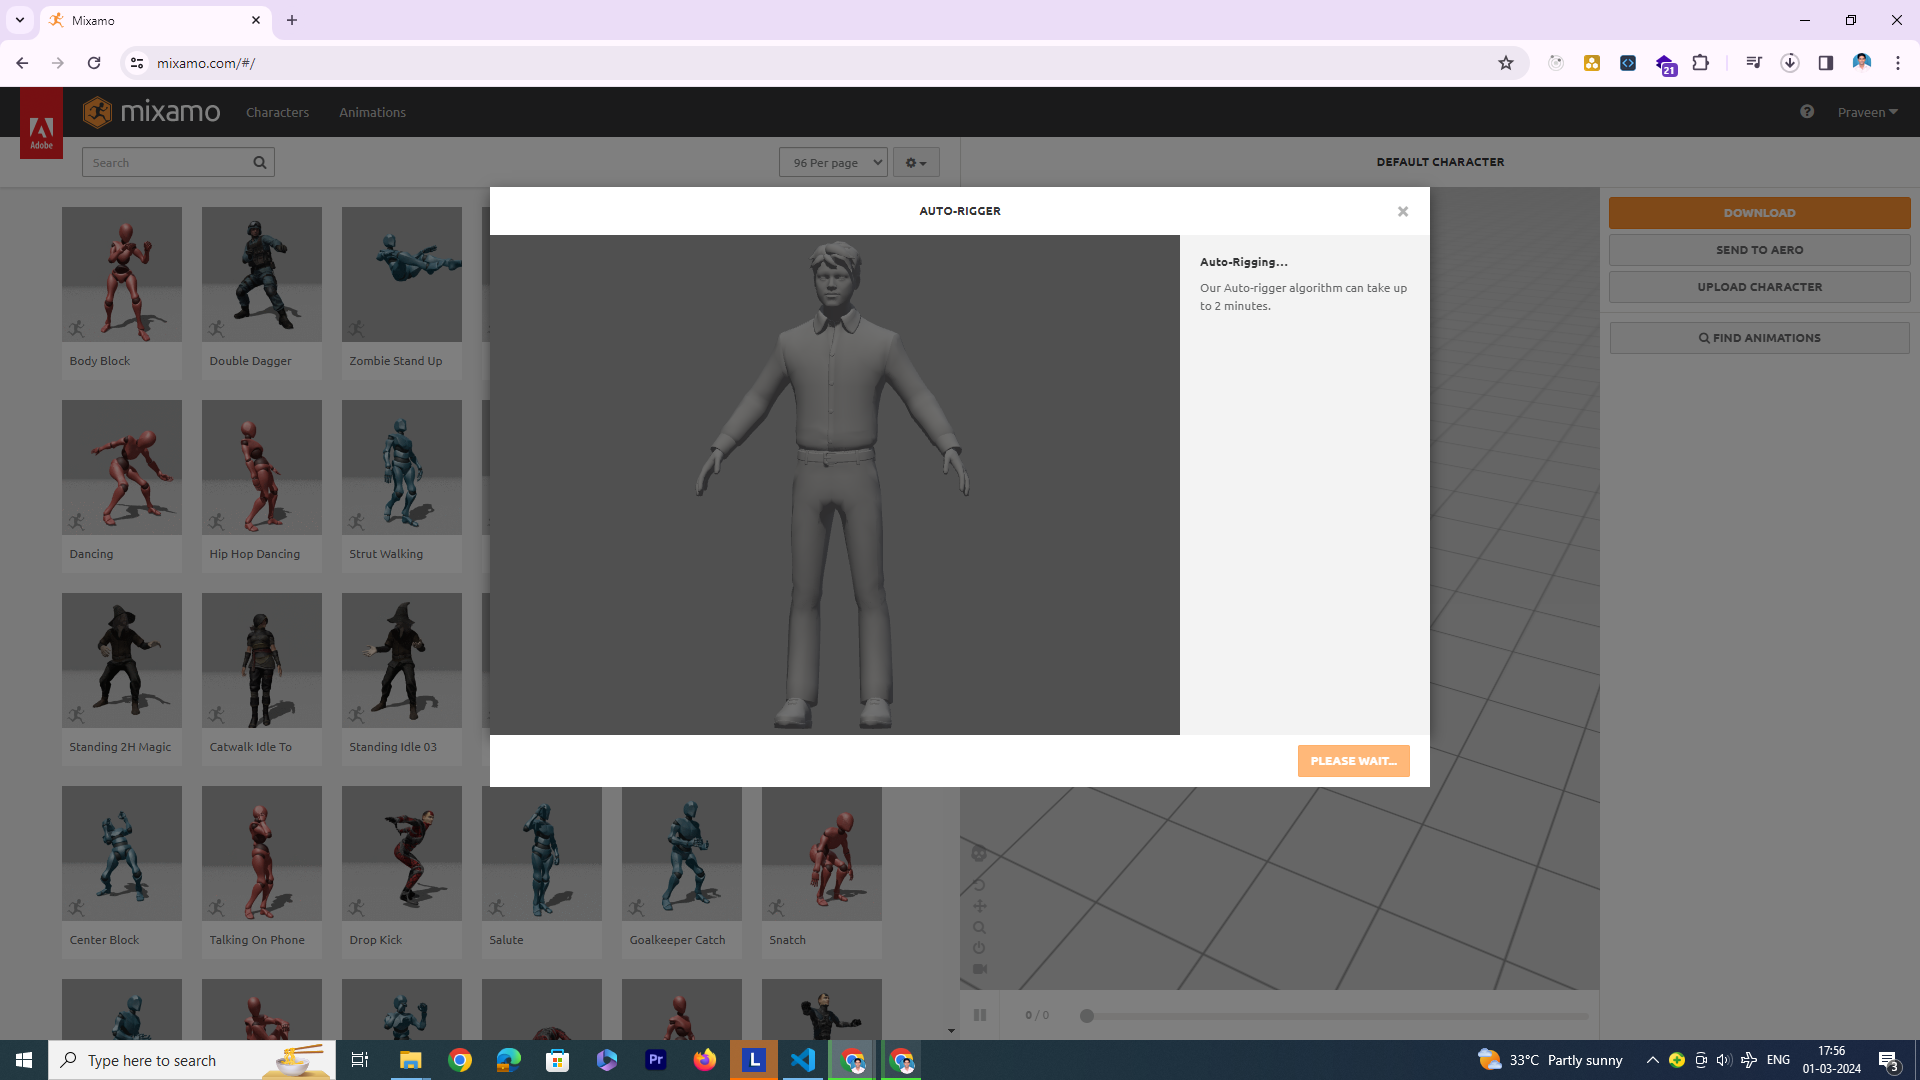 Mixamo
mixamo.com/#/
21
Adobe
mixamo
Characters
Animations
Praveen
Search
96 Per page
DEFAULT CHARACTER
AUTO-RIGGER
DOWNLOAD
SEND TO AERO
UPLOAD CHARACTER
FIND ANIMATIONS
Auto-Rigging...
Our Auto-rigger algorithm can take up
to 2 minutes.
PLEASE WAIT...
Body Block
Double Dagger
Zombie Stand Up
Dancing
Hip Hop Dancing
Strut Walking
Standing 2H Magic
Catwalk Idle To
Standing Idle 03
Center Block
Talking On Phone
Drop Kick
Salute
Goalkeeper Catch
Snatch
0 / 0
Type here to search
Pr
L
33°C Partly sunny
ENG
17:56
01-03-2024
3